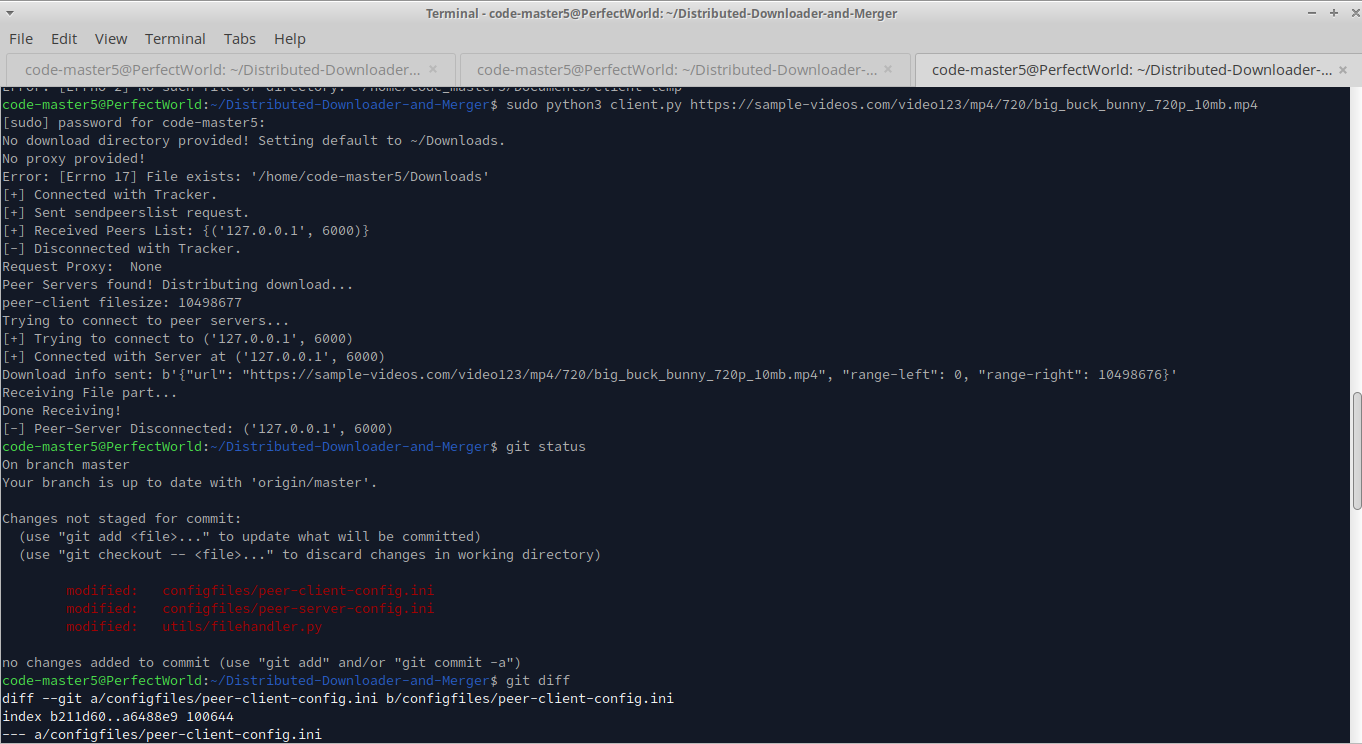 Terminal - code-master5@PerfectWorld: ~/Distributed-Downloader-and-Merger
File Edit View Terminal Tabs Help
code-master5@PerfectWorld: ~/Distributed-Downloader... × code-master5@PerfectWorld: ~/Distributed-Downloader-... × code-master5@PerfectWorld: ~/Distributed-Downloader-... ×
Error: [Errno 2] No such file or directory: '/home/code_master5/Documents/client-temp'
code-master5@PerfectWorld:~/Distributed-Downloader-and-Merger$ sudo python3 client.py https://sample-videos.com/video123/mp4/720/big_buck_bunny_720p_10mb.mp4
[sudo] password for code-master5:
No download directory provided! Setting default to ~/Downloads.
No proxy provided!
Error: [Errno 17] File exists: '/home/code-master5/Downloads'
[+] Connected with Tracker.
[+] Sent sendpeerslist request.
[+] Received Peers List: {('127.0.0.1', 6000)}
[-] Disconnected with Tracker.
Request Proxy:  None
Peer Servers found! Distributing download...
peer-client filesize: 10498677
Trying to connect to peer servers...
[+] Trying to connect to ('127.0.0.1', 6000)
[+] Connected with Server at ('127.0.0.1', 6000)
Download info sent: b'{"url": "https://sample-videos.com/video123/mp4/720/big_buck_bunny_720p_10mb.mp4", "range-left": 0, "range-right": 10498676}'
Receiving File part...
Done Receiving!
[-] Peer-Server Disconnected: ('127.0.0.1', 6000)
code-master5@PerfectWorld:~/Distributed-Downloader-and-Merger$ git status
On branch master
Your branch is up to date with 'origin/master'.
Changes not staged for commit:
  (use "git add <file>..." to update what will be committed)
  (use "git checkout -- <file>..." to discard changes in working directory)
        modified:   configfiles/peer-client-config.ini
        modified:   configfiles/peer-server-config.ini
        modified:   utils/filehandler.py
no changes added to commit (use "git add" and/or "git commit -a")
code-master5@PerfectWorld:~/Distributed-Downloader-and-Merger$ git diff
diff --git a/configfiles/peer-client-config.ini b/configfiles/peer-client-config.ini
index b211d60..a6488e9 100644
--- a/configfiles/peer-client-config.ini